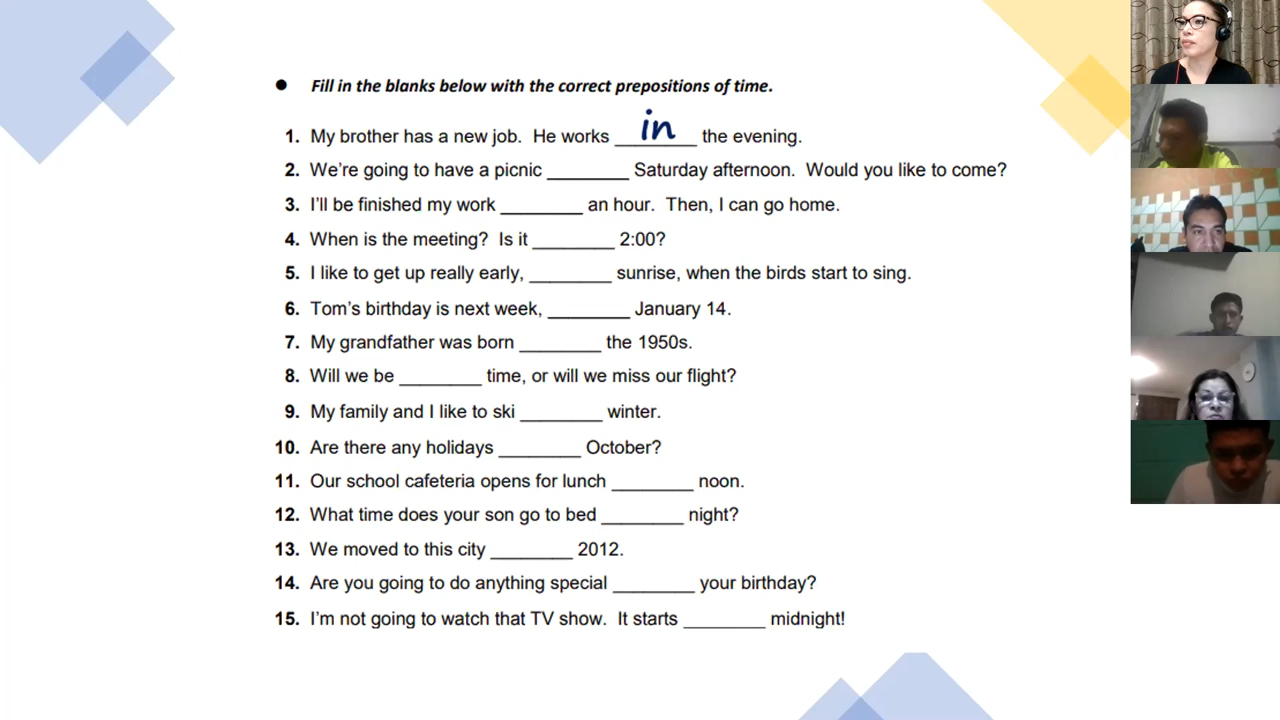 ● Fill in the blanks below with the correct prepositions of time.
1. My brother has a new job. He works ___in___ the evening.
2. We're going to have a picnic ________ Saturday afternoon. Would you like to come?
3. I'll be finished my work ________ an hour. Then, I can go home.
4. When is the meeting? Is it ________ 2:00?
5. I like to get up really early, ________ sunrise, when the birds start to sing.
6. Tom's birthday is next week, ________ January 14.
7. My grandfather was born ________ the 1950s.
8. Will we be ________ time, or will we miss our flight?
9. My family and I like to ski ________ winter.
10. Are there any holidays ________ October?
11. Our school cafeteria opens for lunch ________ noon.
12. What time does your son go to bed ________ night?
13. We moved to this city ________ 2012.
14. Are you going to do anything special ________ your birthday?
15. I'm not going to watch that TV show. It starts ________ midnight!